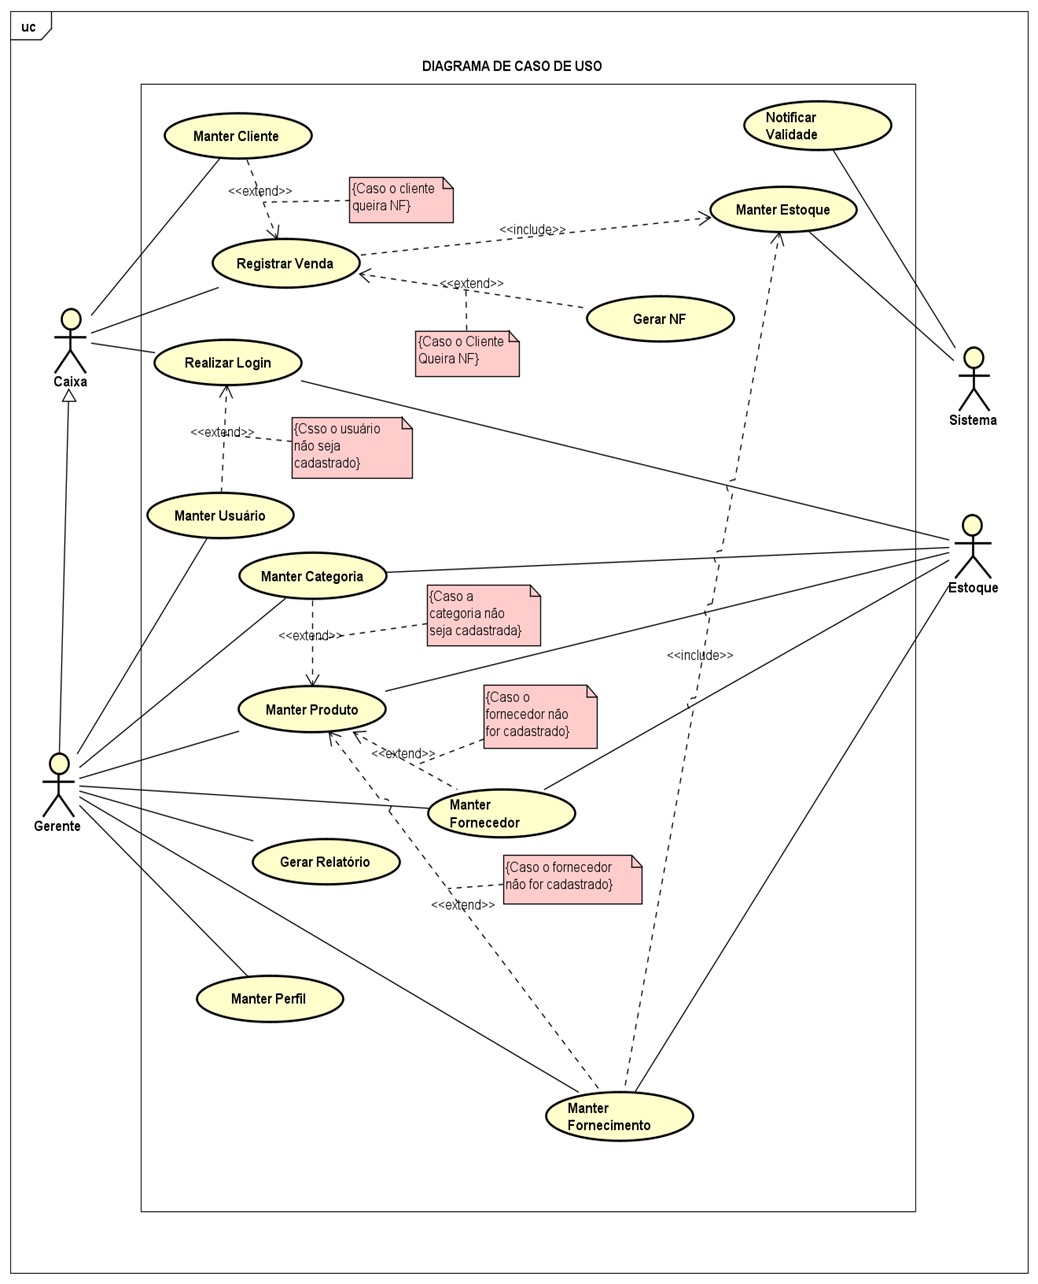 uc
DIAGRAMA DE CASO DE USO
Manter Cliente
Notificar
Validade
<<extend>>
{Caso o cliente
queira NF}
Manter Estoque
<<include>>
Registrar Venda
<<extend>>
Gerar NF
{Caso o Cliente
Queira NF}
Realizar Login
Caixa
Sistema
<<extend>>
{Csso o usuário
não seja
cadastrado}
Manter Usuário
Manter Categoria
Estoque
{Caso a
categoria não
seja cadastrada}
<<extend>>
<<include>>
Manter Produto
{Caso o
fornecedor não
for cadastrado}
<<extend>>
Manter
Fornecedor
Gerente
Gerar Relatório
{Caso o fornecedor
não for cadastrado}
<<extend>>
Manter Perfil
Manter
Fornecimento